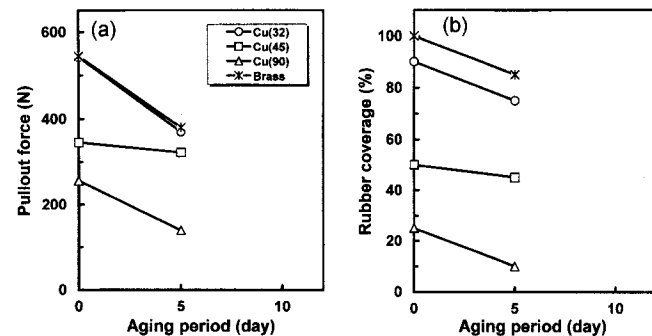 (a)
600
400
200
0
Pullout force (N)
Cu(32)
Cu(45)
Cu(90)
Brass
0 5 10
Aging period (day)
(b)
100
80
60
40
20
0
Rubber coverage (%)
0 5 10
Aging period (day)